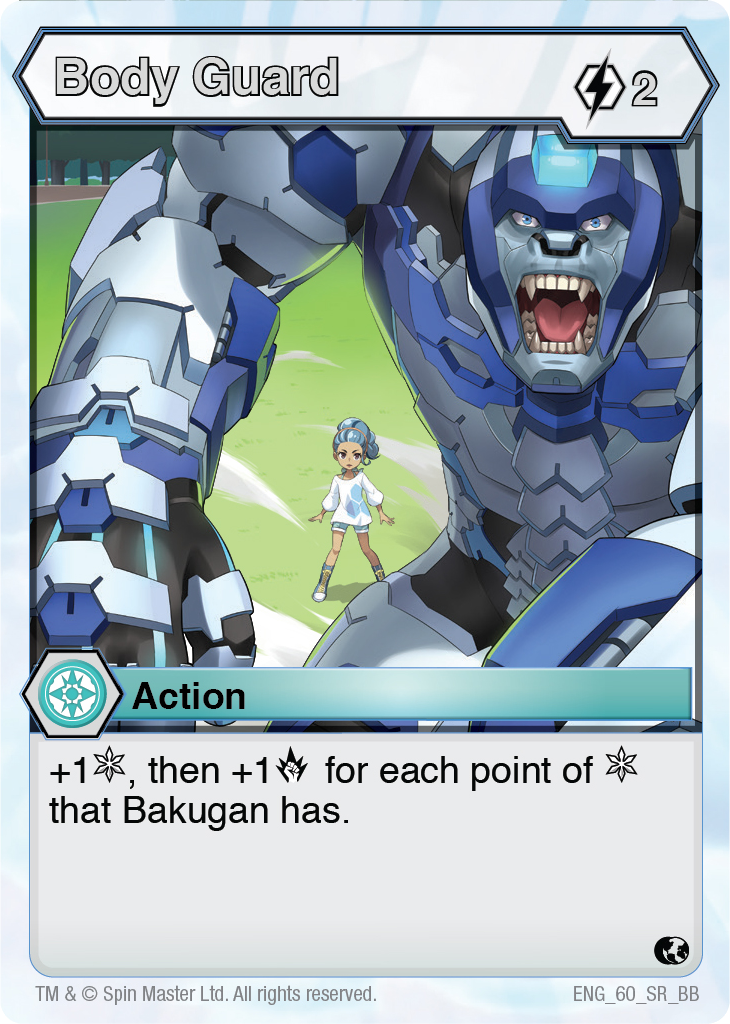 Body Guard
2
Action
+1, then +1 for each point of
that Bakugan has.
TM & © Spin Master Ltd. All rights reserved.
ENG_60_SR_BB